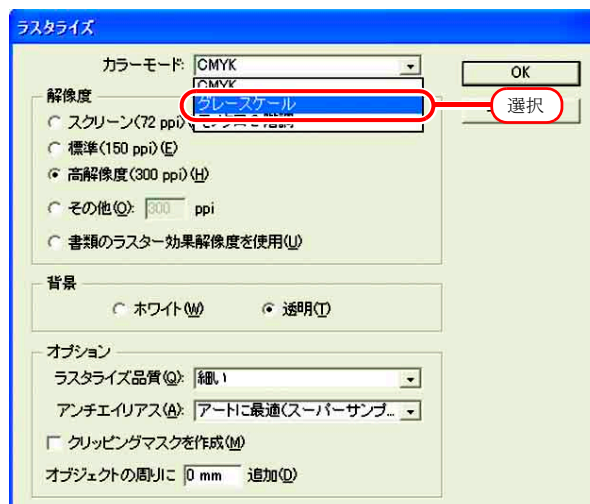 ラスタライズ
カラーモード: CMYK
OK
CMYK
グレースケール
選択
解像度
スクリーン(72 ppi)
標準(150 ppi)(E)
高解像度(300 ppi)(H)
その他(O): 300 ppi
書類のラスター効果解像度を使用(U)
背景
ホワイト(W) 透明(T)
オプション
ラスタライズ品質(Q): 細い
アンチエイリアス(A): アートに最適(スーパーサンプ...
クリッピングマスクを作成(M)
オブジェクトの周りに 0 mm 追加(D)